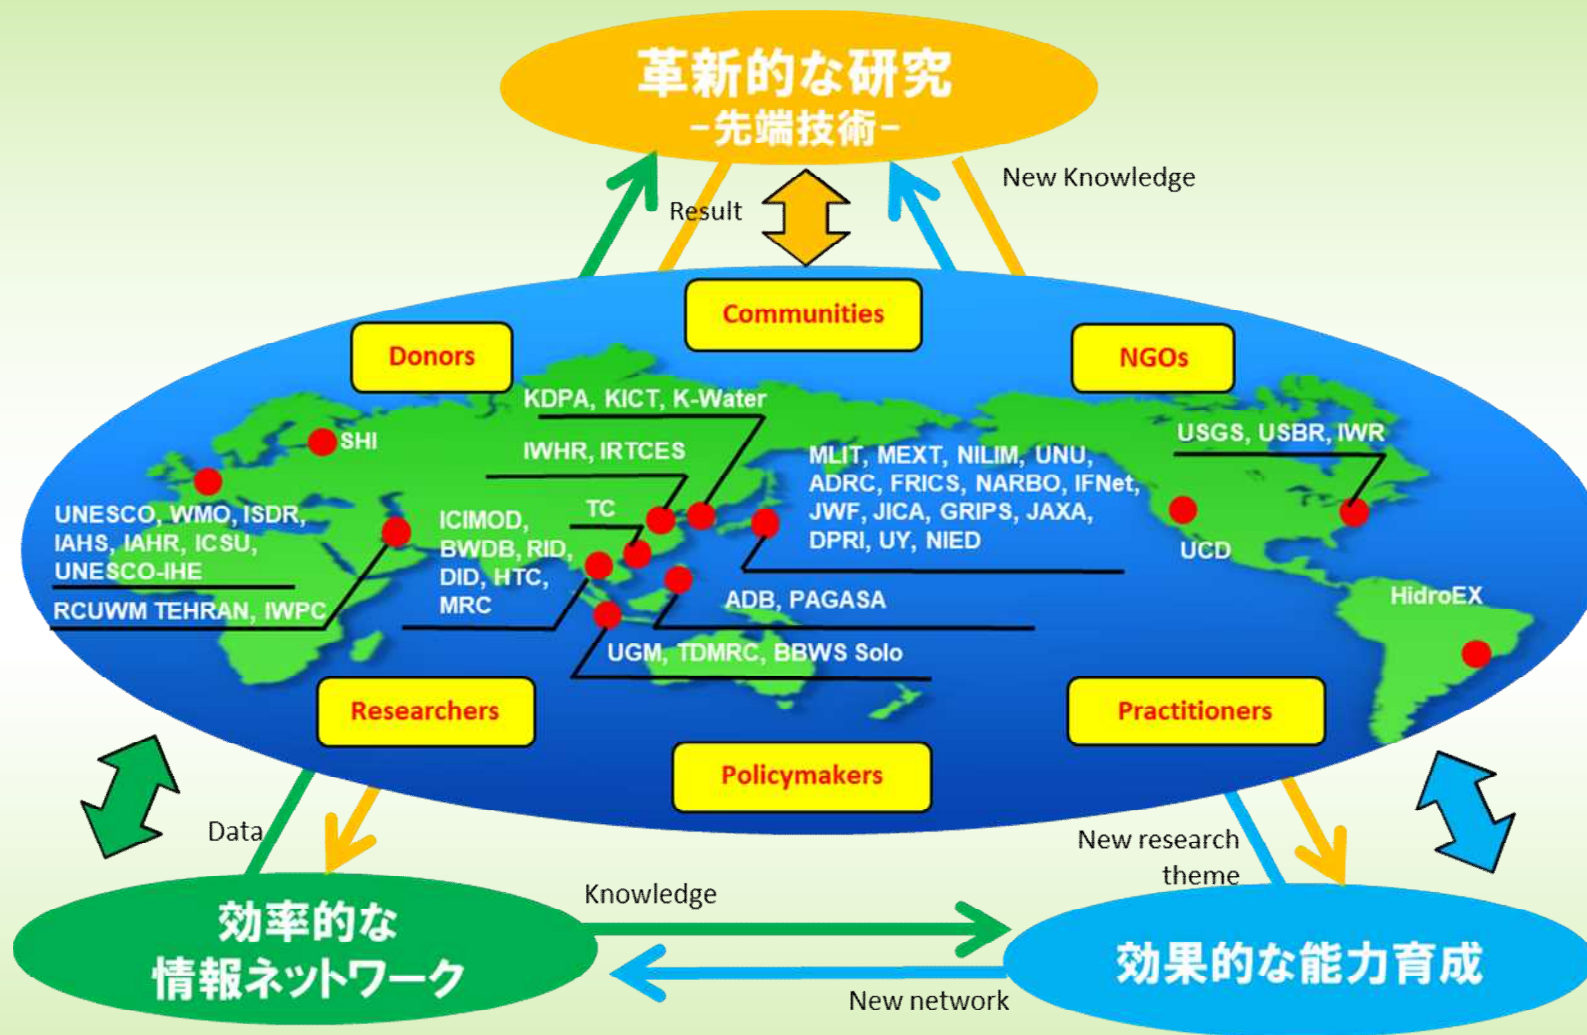 革新的な研究
-先端技術-
New Knowledge
Result
Communities
Donors
NGOs
KDPA, KICT, K-Water
USGS, USBR, IWR
SHI
IWHR, IRTCES
MLIT, MEXT, NILIM, UNU,
ADRC, FRICS, NARBO, IFNet,
JWF, JICA, GRIPS, JAXA,
DPRI, UY, NIED
TC
UNESCO, WMO, ISDR,
IAHS, IAHR, ICSU,
UNESCO-IHE
ICIMOD,
BWDB, RID,
DID, HTC,
MRC
UCD
RCUWM TEHRAN, IWPC
ADB, PAGASA
HidroEX
UGM, TDMRC, BBWS Solo
Researchers
Practitioners
Policymakers
Data
New research
theme
Knowledge
効率的な
情報ネットワーク
効果的な能力育成
New network